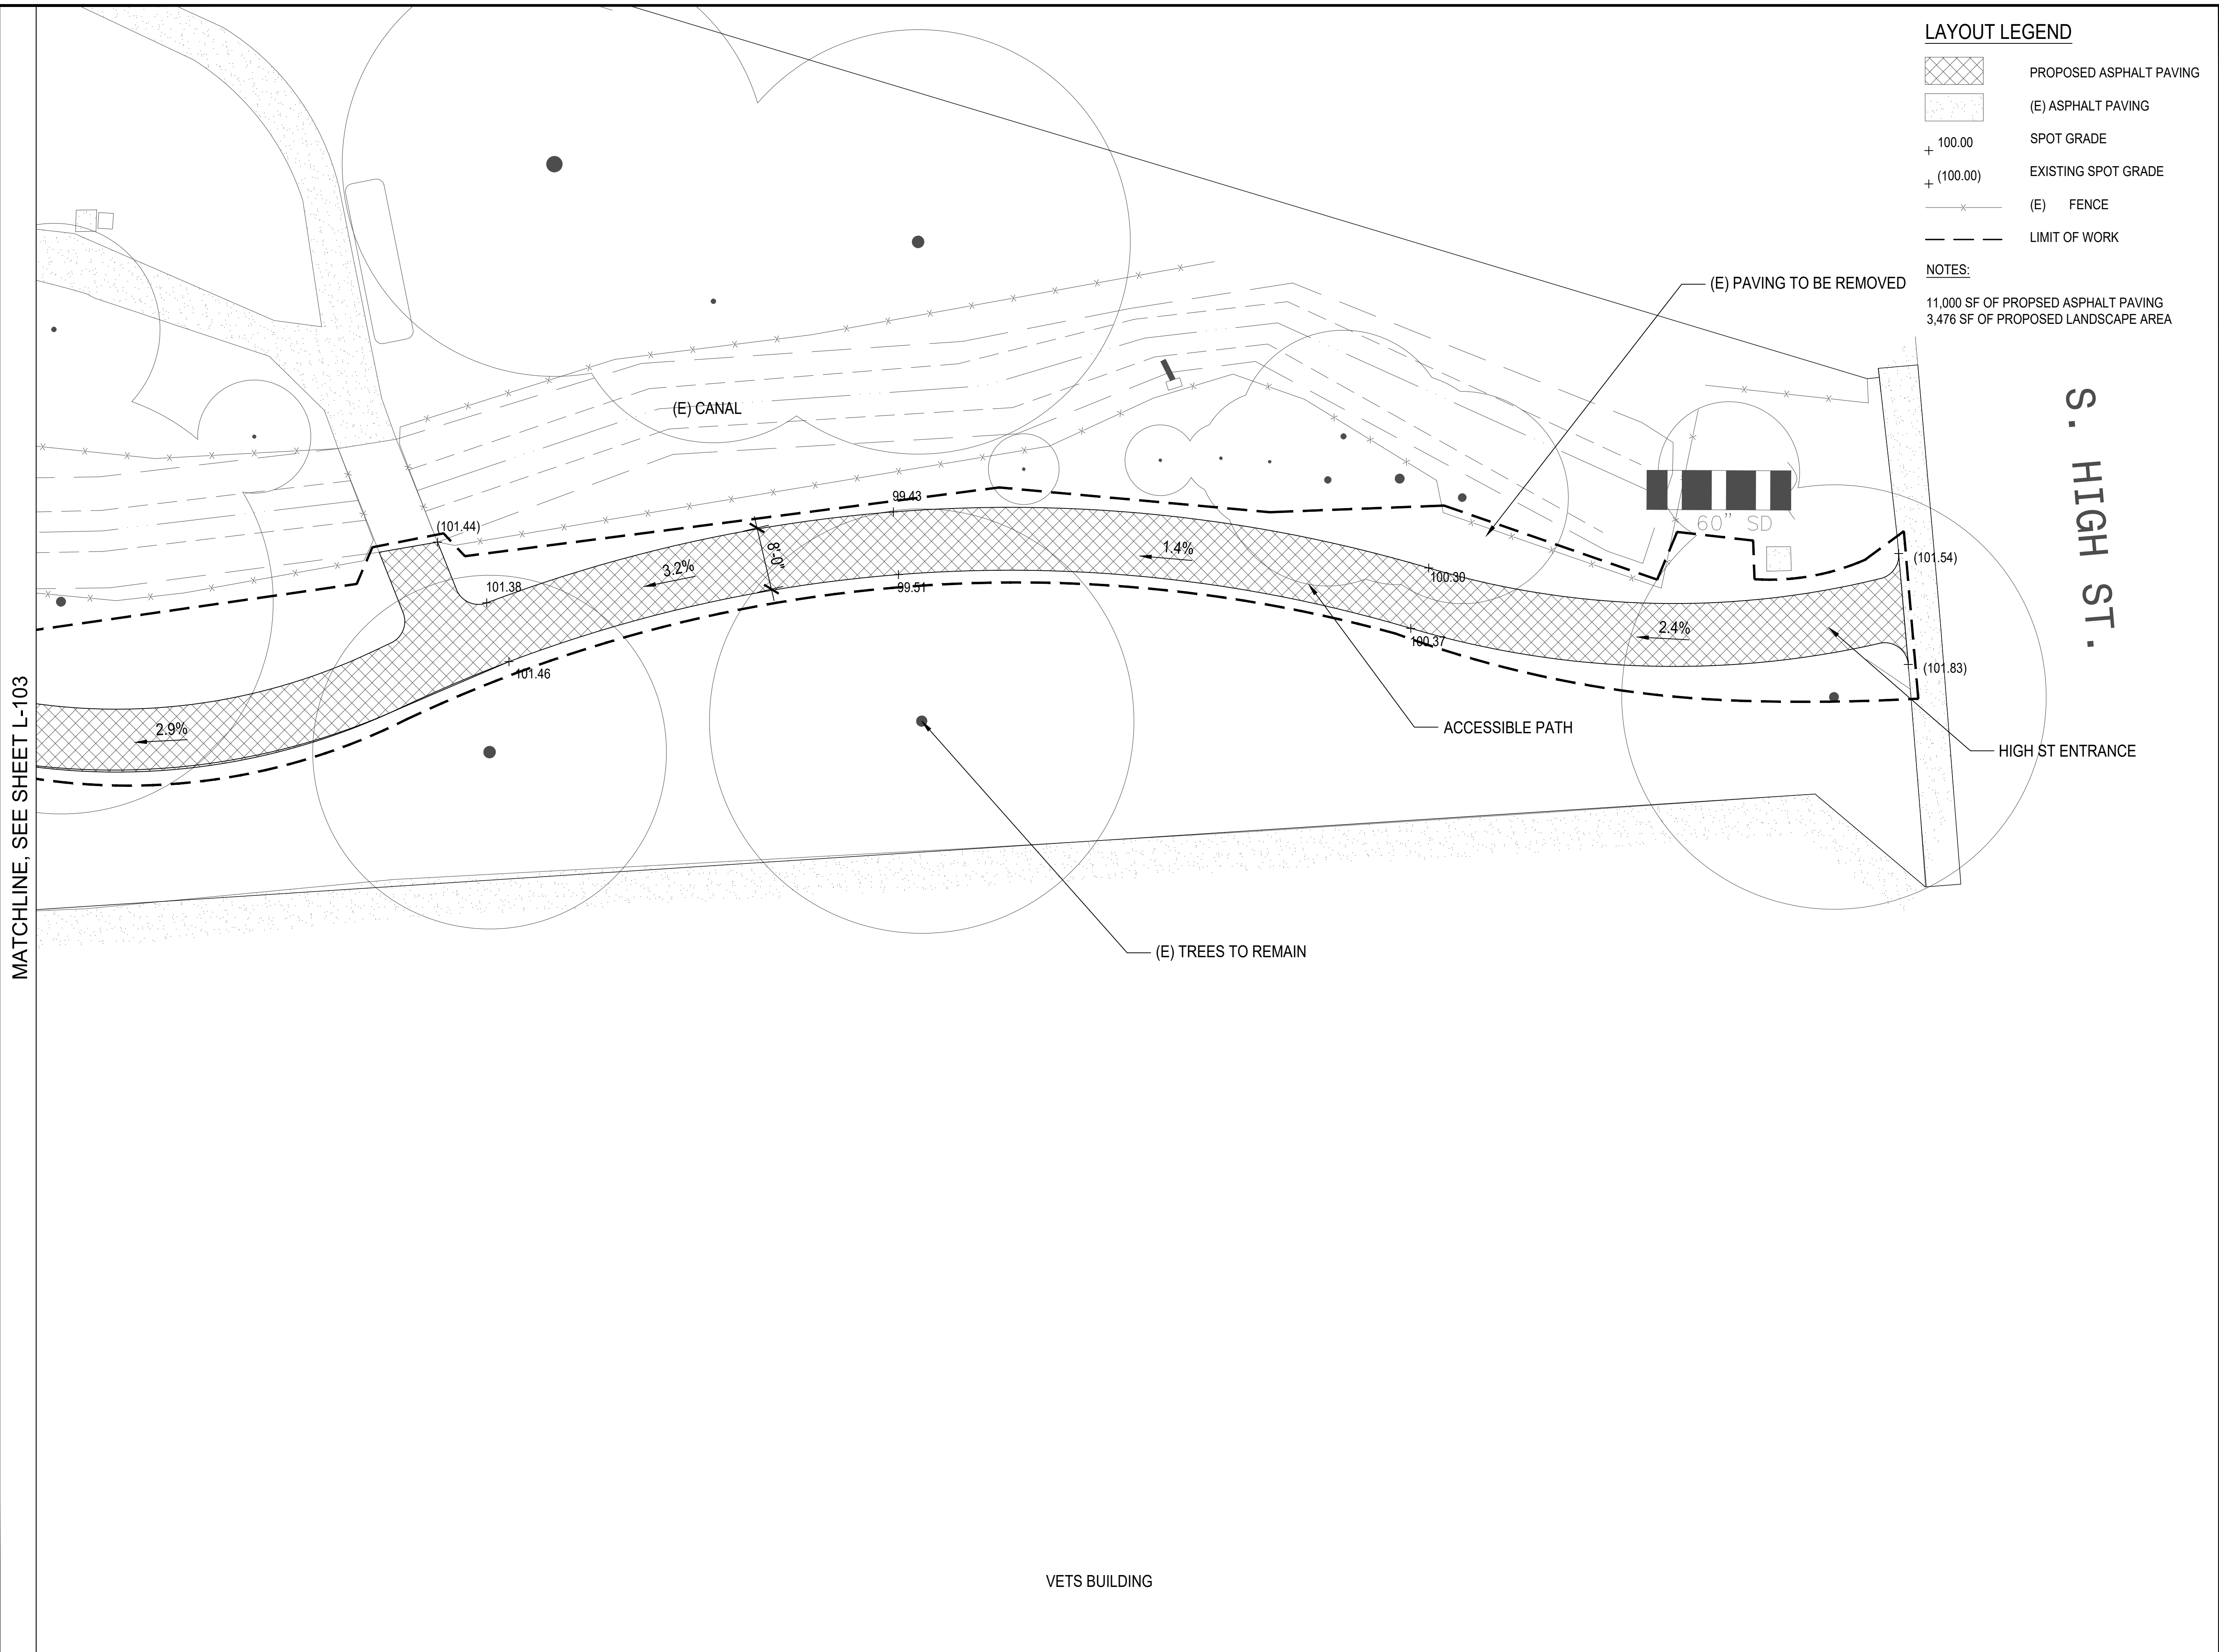 LAYOUT LEGEND
PROPOSED ASPHALT PAVING
(E) ASPHALT PAVING
100.00 SPOT GRADE
(100.00) EXISTING SPOT GRADE
(E) FENCE
LIMIT OF WORK
NOTES:
11,000 SF OF PROPSED ASPHALT PAVING
3,476 SF OF PROPOSED LANDSCAPE AREA
(E) PAVING TO BE REMOVED
S. HIGH ST.
(E) CANAL
60" SD
99.43
(101.44)
8'-0"
1.4%
(101.54)
3.2%
100.30
101.38
99.51
2.4%
100.37
(101.83)
101.46
2.9%
ACCESSIBLE PATH
HIGH ST ENTRANCE
MATCHLINE, SEE SHEET L-103
(E) TREES TO REMAIN
VETS BUILDING